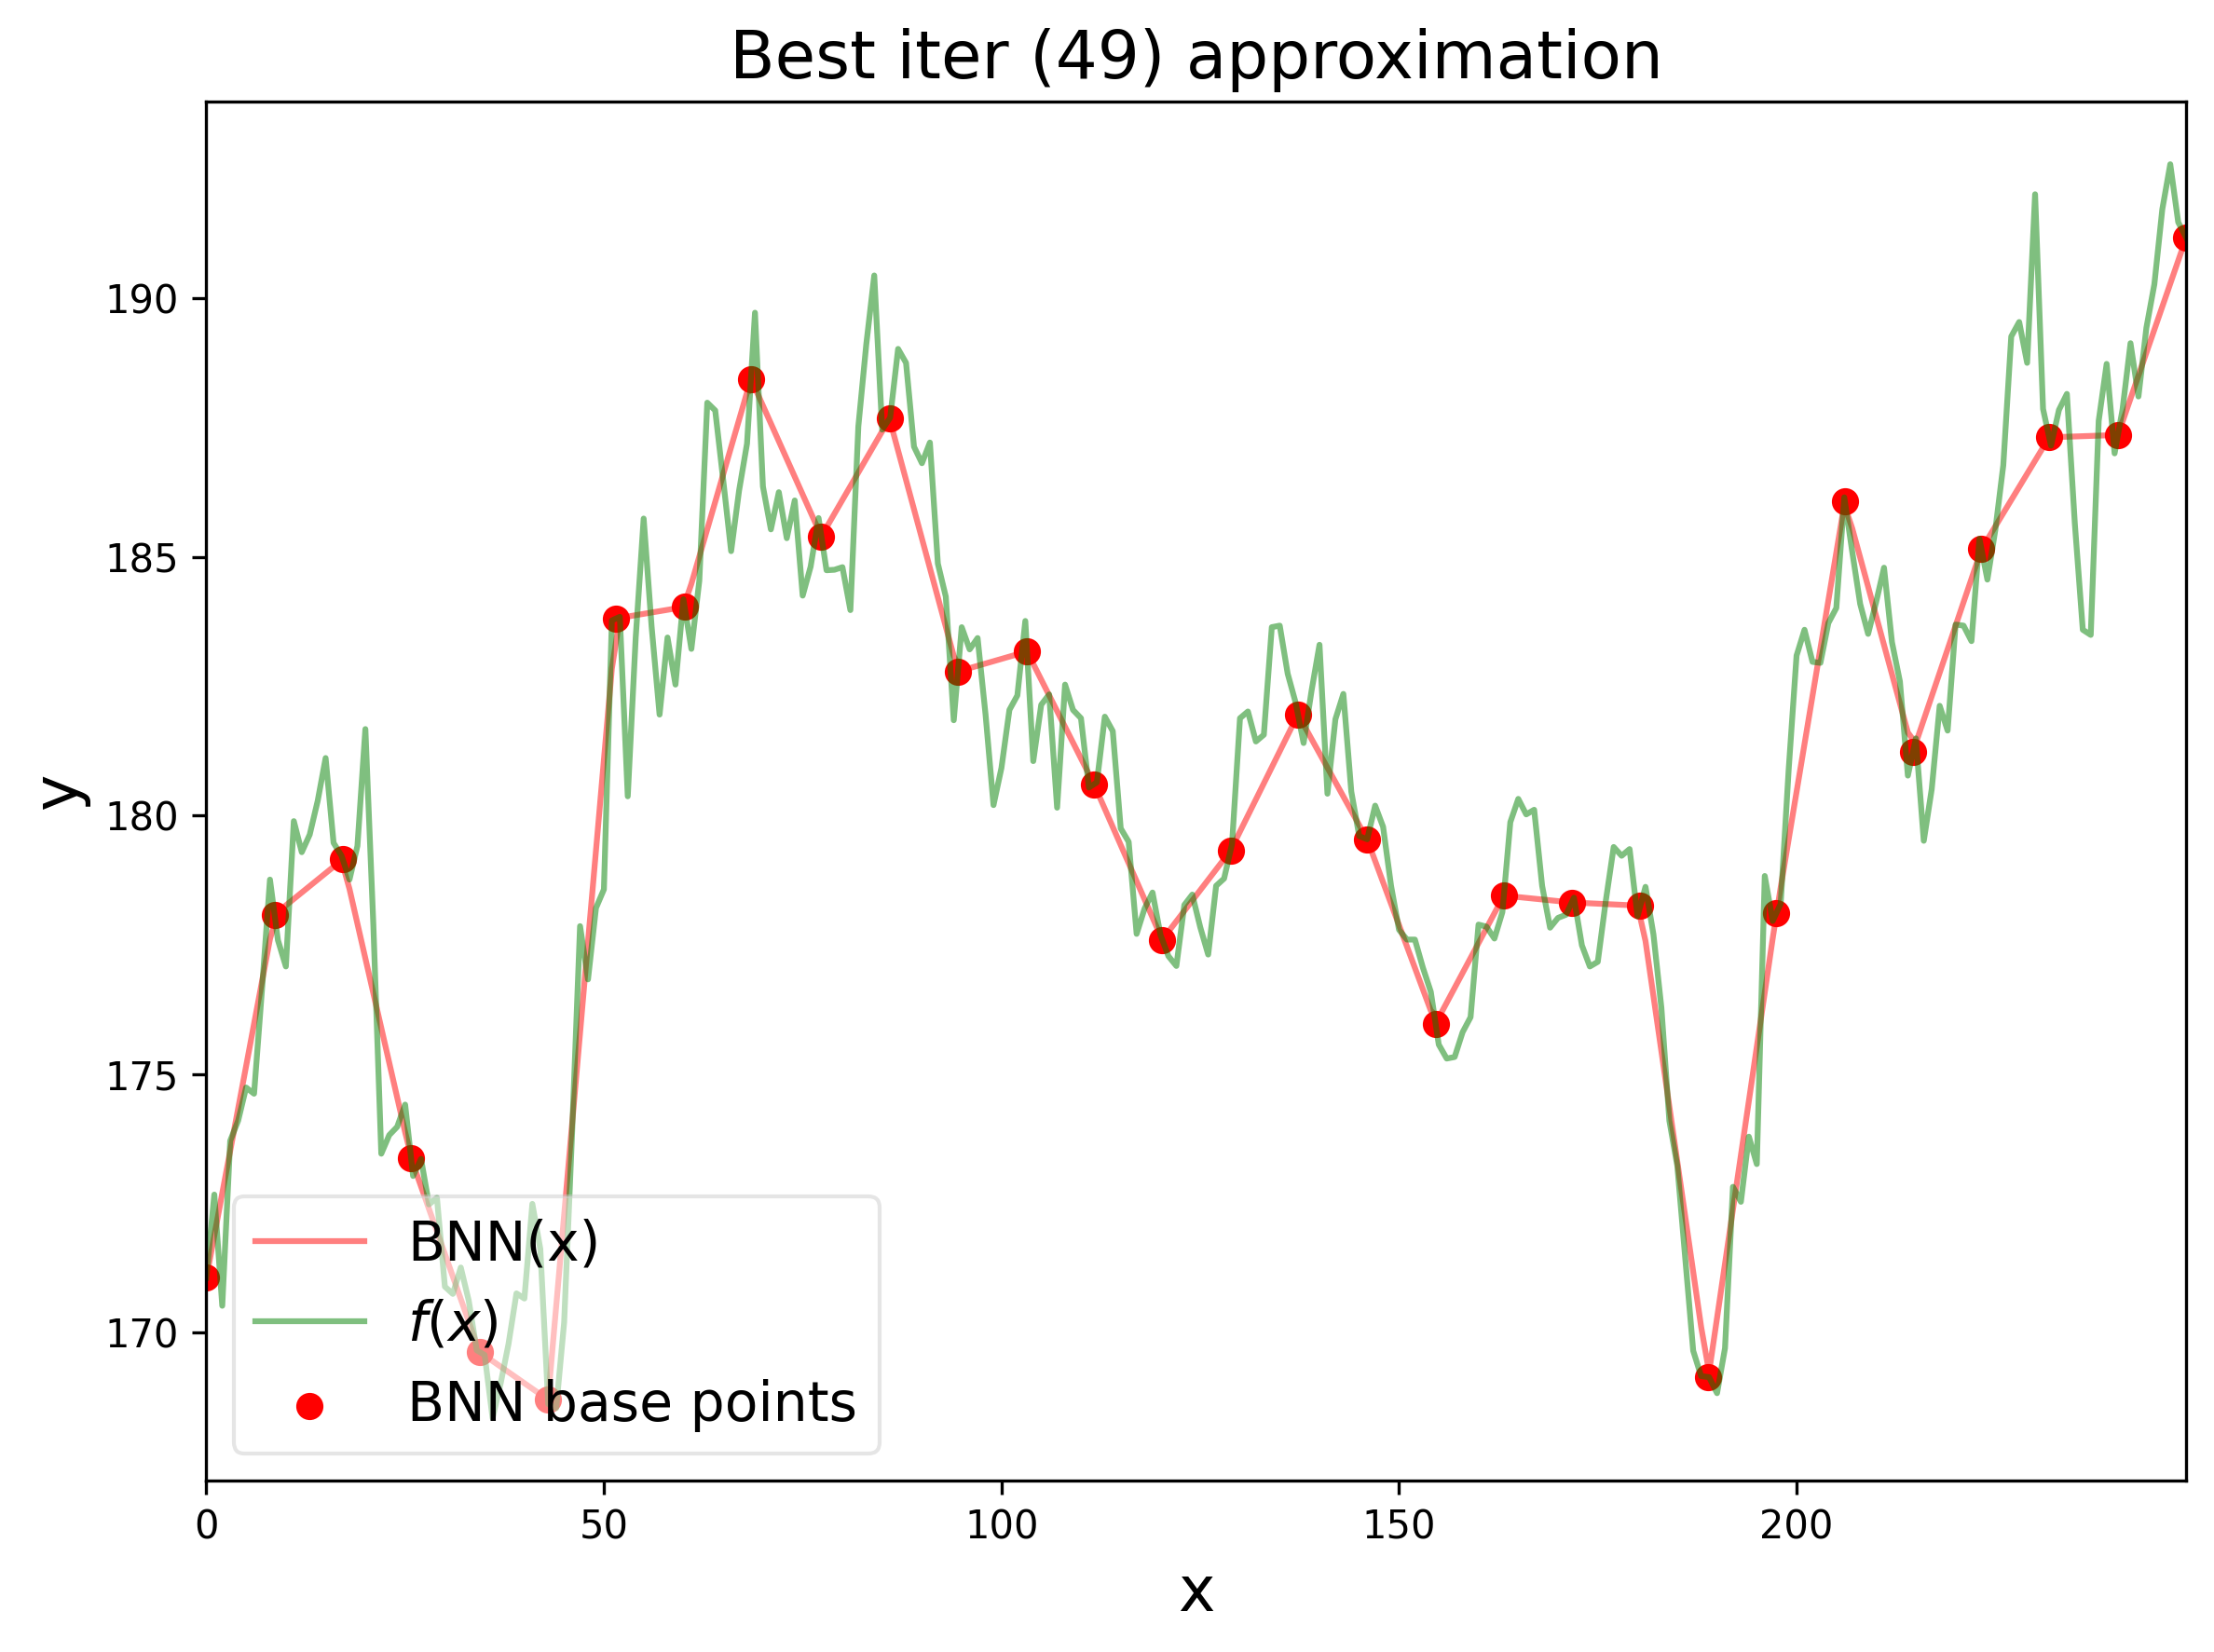 Best iter (49) approximation
y
190
185
180
175
170
BNN(x)
f(x)
BNN base points
0 50 100 150 200
x